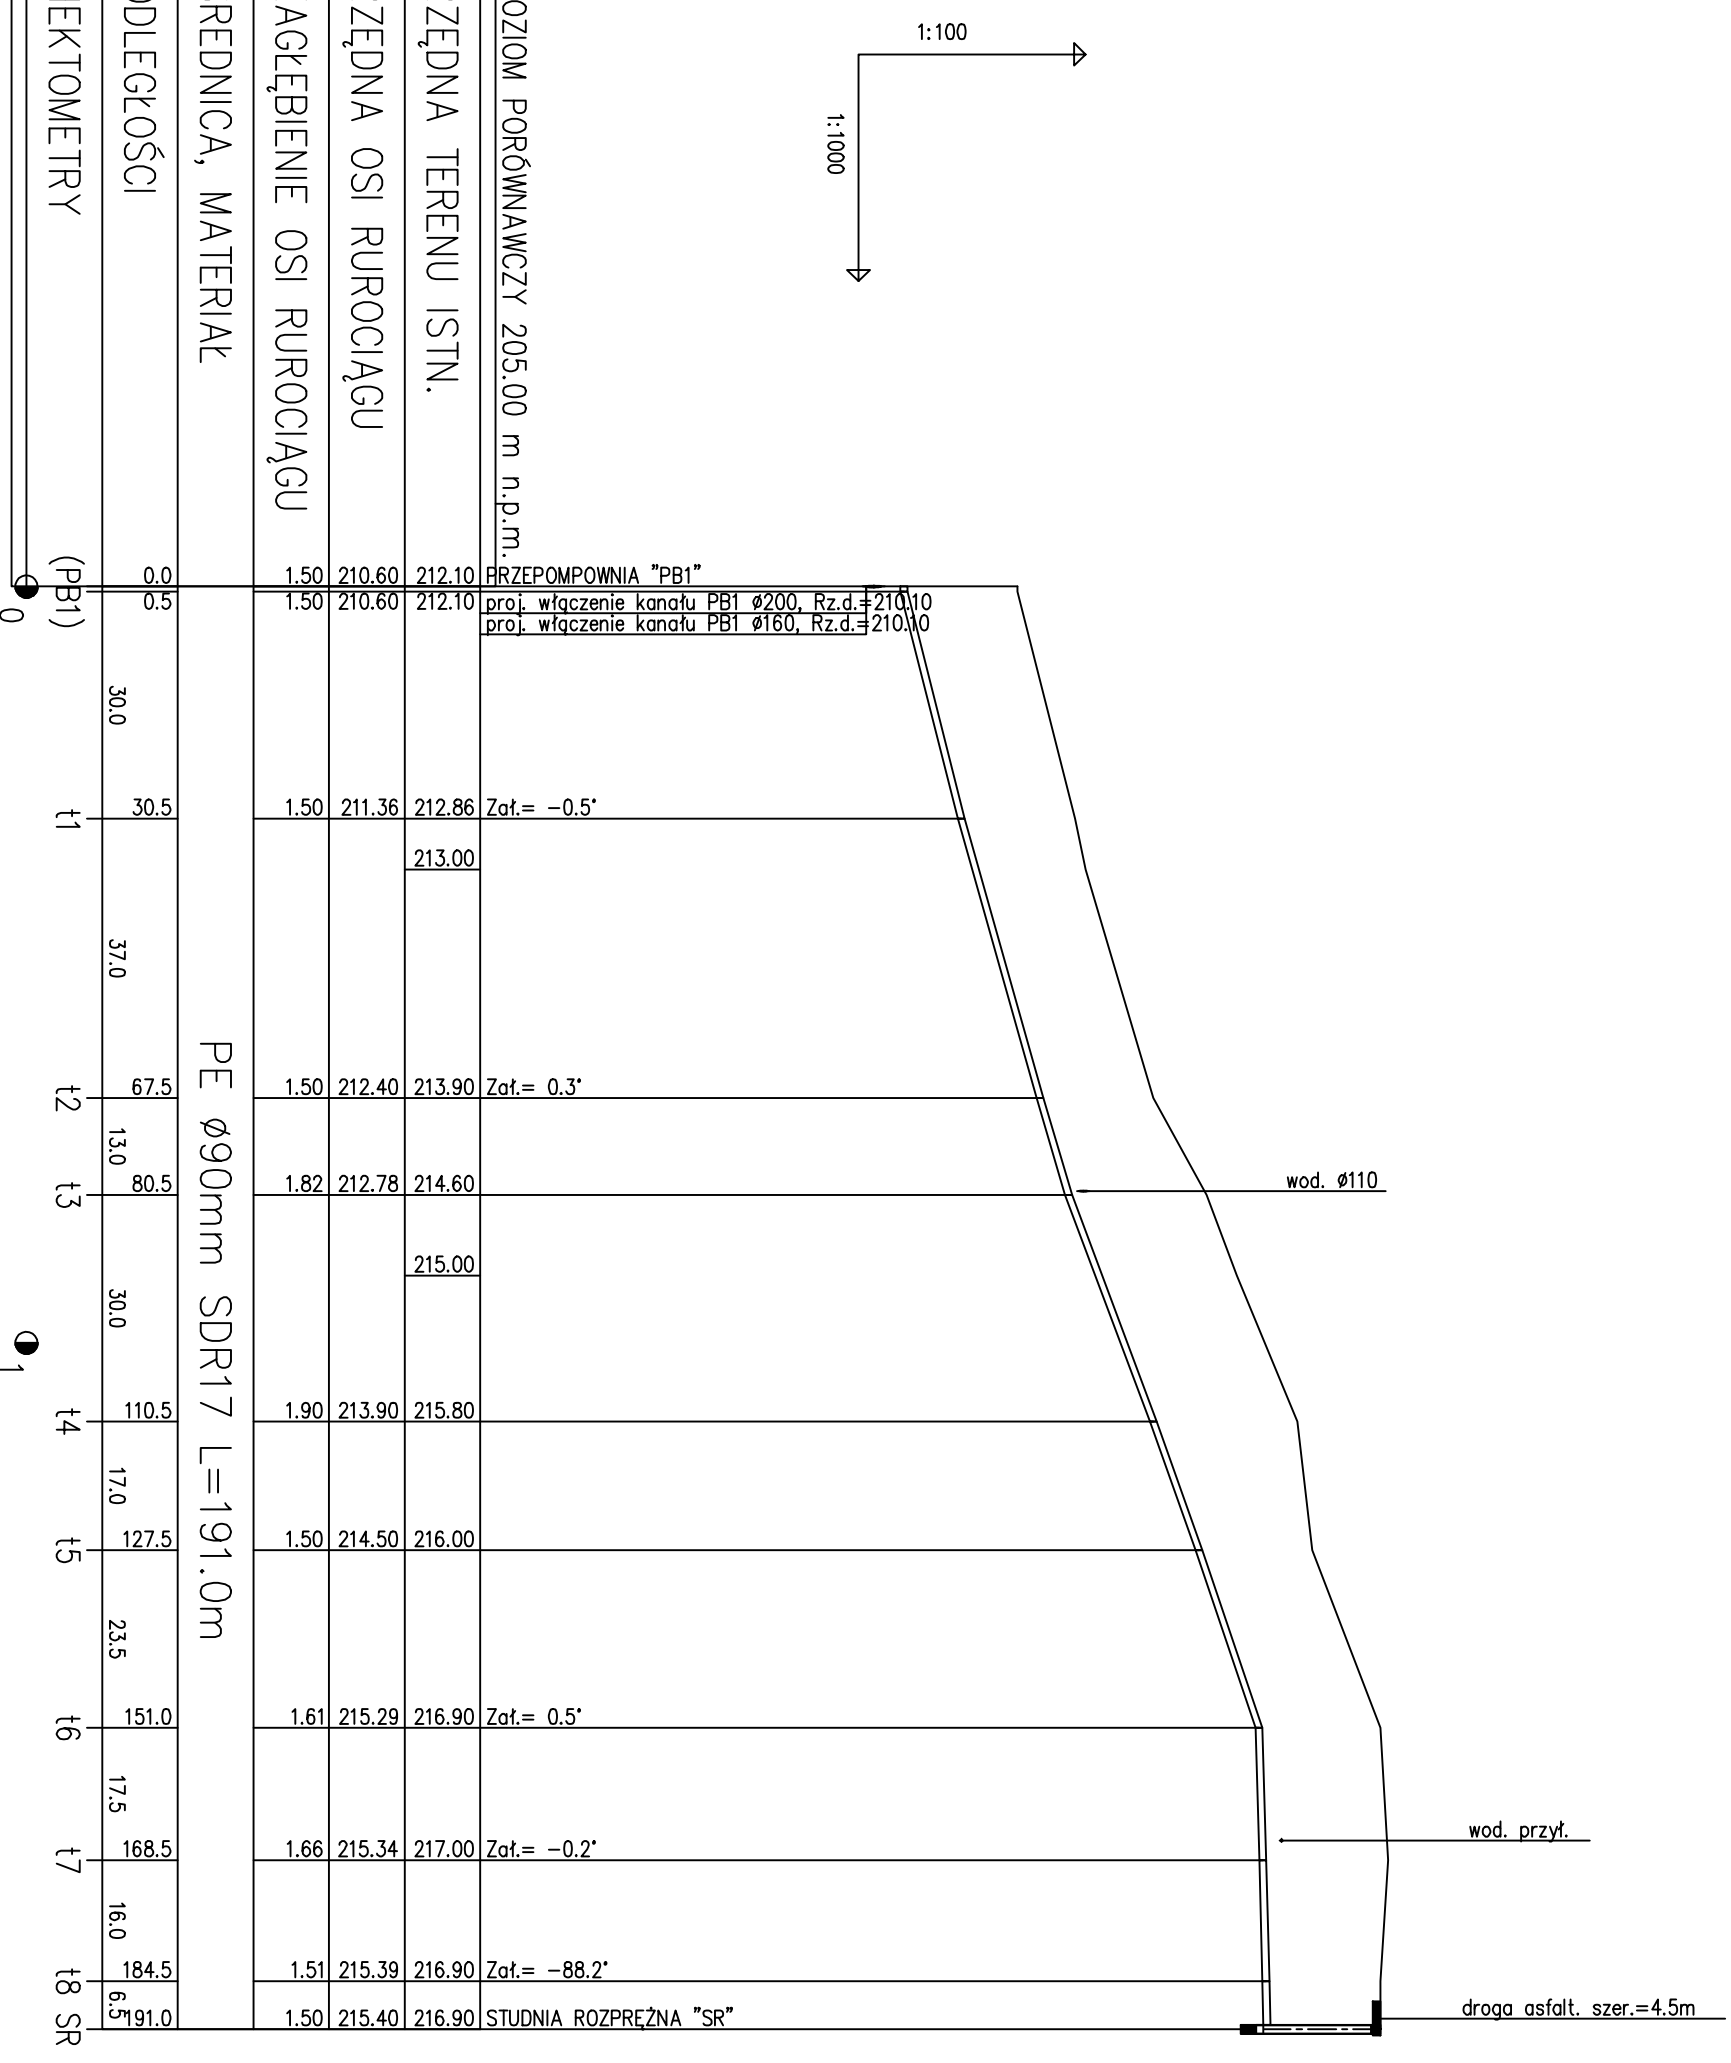 1:100
1:1000
OZIOM PORÓWNAWCZY 205.00 m n.p.m.
ZĘDNA TERENU ISTN.
ZĘDNA OSI RUROCIĄGU
AGŁĘBIENIE OSI RUROCIĄGU
REDNICA, MATERIAŁ
DLEGŁOŚCI
EKTOMETRY
(PB1)
0.0
1.50
210.60
212.10
PRZEPOMPOWNIA "PB1"
0.5
1.50
210.60
212.10
proj. włączenie kanału PB1 ø200, Rz.d.=210.10
proj. włączenie kanału PB1 ø160, Rz.d.=210.10
0
30.0
t1
30.5
1.50
211.36
212.86
Zał.= -0.5°
213.00
37.0
t2
67.5
1.50
212.40
213.90
Zał.= 0.3°
13.0
t3
80.5
1.82
212.78
214.60
wod. ø110
215.00
30.0
1
t4
110.5
1.90
213.90
215.80
PE ø90mm SDR17 L=191.0m
17.0
t5
127.5
1.50
214.50
216.00
23.5
t6
151.0
1.61
215.29
216.90
Zał.= 0.5°
17.5
wod. przył.
t7
168.5
1.66
215.34
217.00
Zał.= -0.2°
16.0
t8
184.5
1.51
215.39
216.90
Zał.= -88.2°
6.5
droga asfalt. szer.=4.5m
SR
191.0
1.50
215.40
216.90
STUDNIA ROZPRĘŻNA "SR"